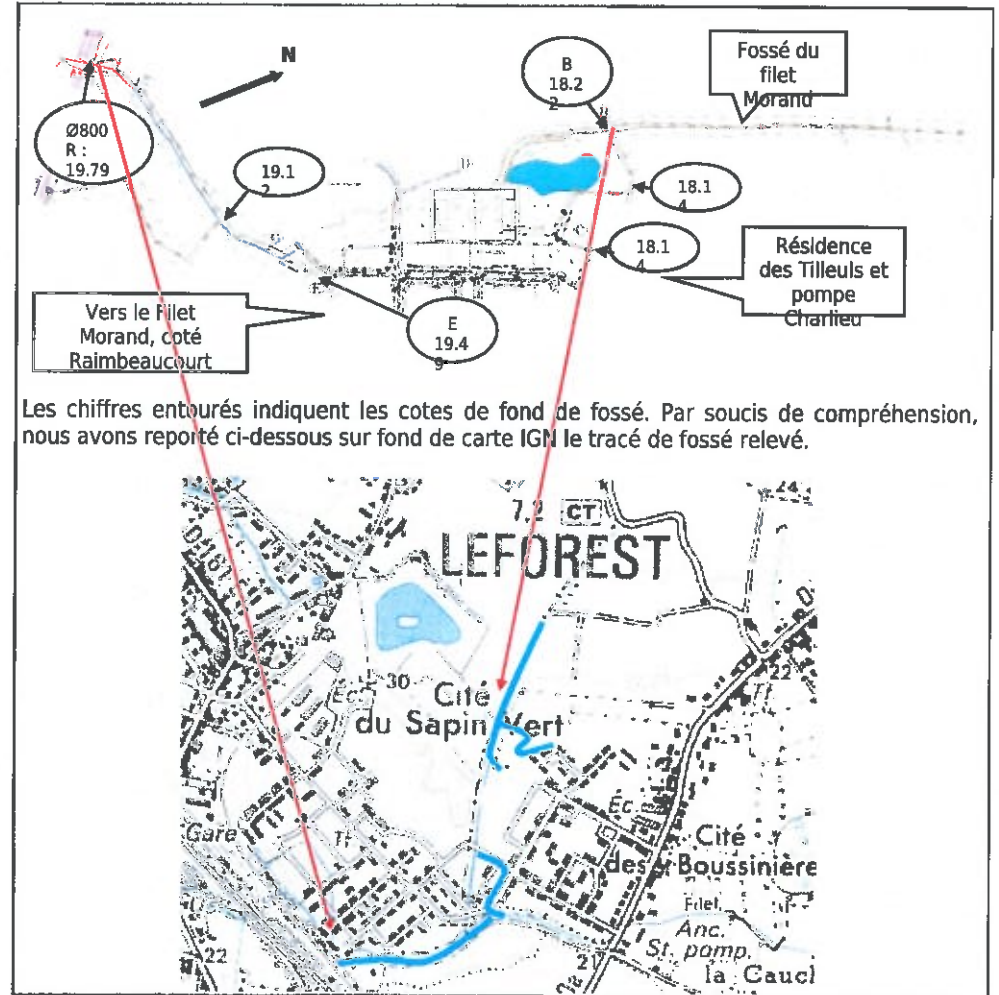 N
B
18.2
2
Fossé du
filet
Morand
Ø800
R :
19.79
19.1
2
18.1
4
18.1
4
Résidence
des Tilleuls et
pompe
Charlieu
Vers le Filet
Morand, coté
Raimbeaucourt
E
19.4
9
Les chiffres entourés indiquent les cotes de fond de fossé. Par soucis de compréhension,
nous avons reporté ci-dessous sur fond de carte IGN le tracé de fossé relevé.
24
7,2 CT
LEFOREST
22
30
Cité
du Sapin Vert
Gare
Éc.
Cité
des Boussinière
Filet
Anc.
St. pomp.
22
la Caucl